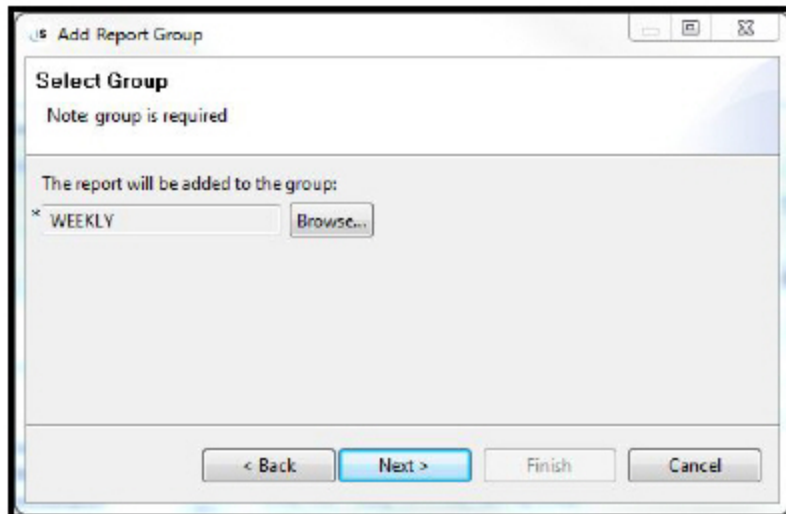 Add Report Group
Select Group
Note: group is required
The report will be added to the group:
* WEEKLY Browse...
< Back Next > Finish Cancel